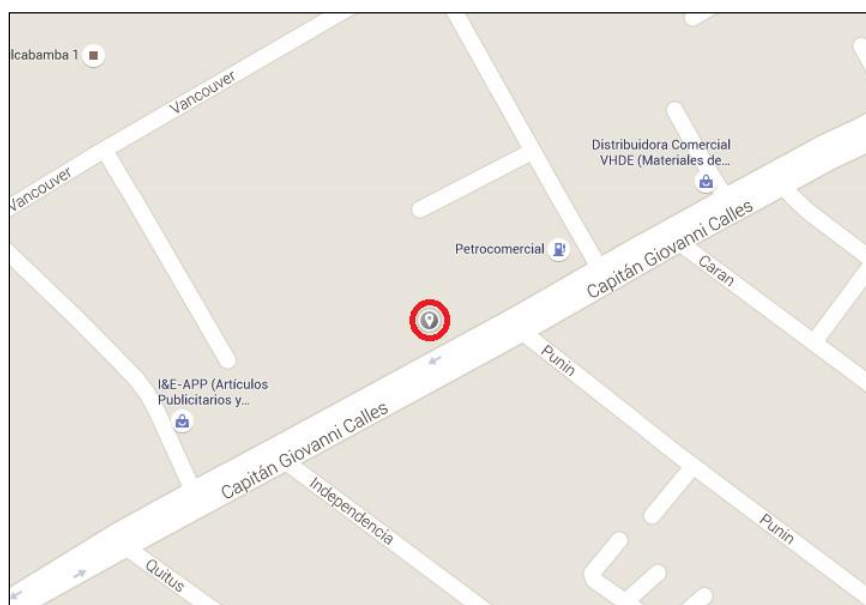 lcabamba 1
Vancouver
Distribuidora Comercial
VHDE (Materiales de...
Vancouver
Capitán Giovanni Calles
Petrocomercial
Caran
Punin
I&E-APP (Artículos
Publicitarios y...
Capitán Giovanni Calles
Independencia
Punin
Quitus